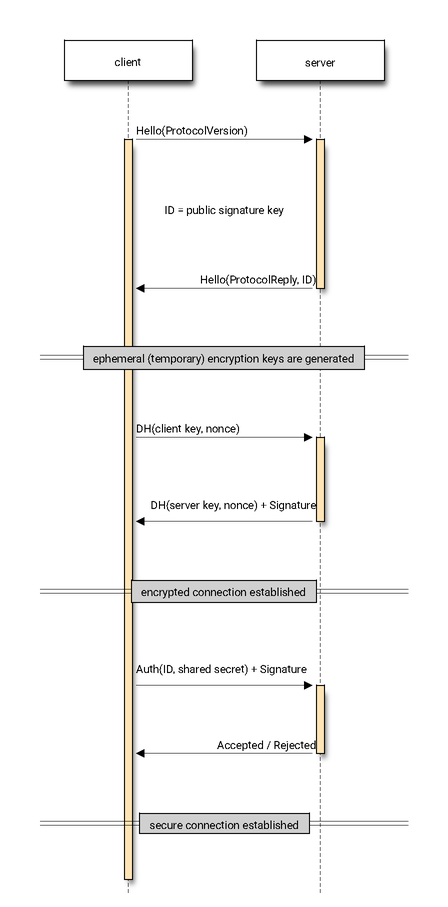 client
server
Hello(ProtocolVersion)
ID = public signature key
Hello(ProtocolReply, ID)
ephemeral (temporary) encryption keys are generated
DH(client key, nonce)
DH(server key, nonce) + Signature
encrypted connection established
Auth(ID, shared secret) + Signature
Accepted / Rejected
secure connection established